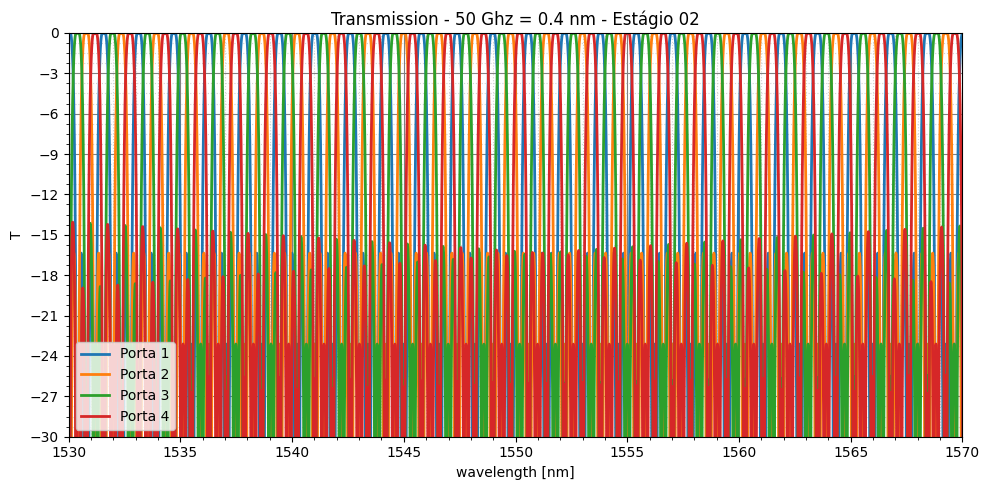 Transmission - 50 Ghz = 0.4 nm - Estágio 02
T
0
−3
−6
−9
−12
−15
−18
−21
−24
−27
−30
Porta 1
Porta 2
Porta 3
Porta 4
1530 1535 1540 1545 1550 1555 1560 1565 1570
wavelength [nm]